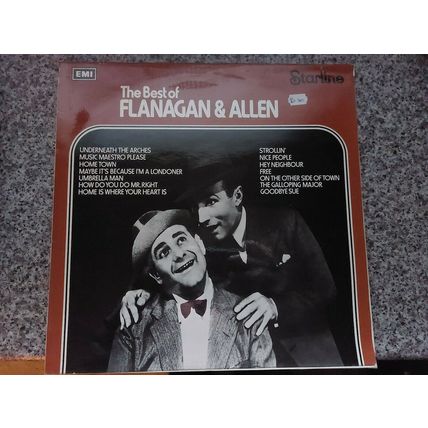 EMI
Starline
The Best of
FLANAGAN & ALLEN
UNDERNEATH THE ARCHES
MUSIC MAESTRO PLEASE
HOME TOWN
MAYBE IT'S BECAUSE I'M A LONDONER
UMBRELLA MAN
HOW DO YOU DO MR. RIGHT
HOME IS WHERE YOUR HEART IS
STROLLIN'
NICE PEOPLE
HEY NEIGHBOUR
FREE
ON THE OTHER SIDE OF TOWN
THE GALLOPING MAJOR
GOODBYE SUE